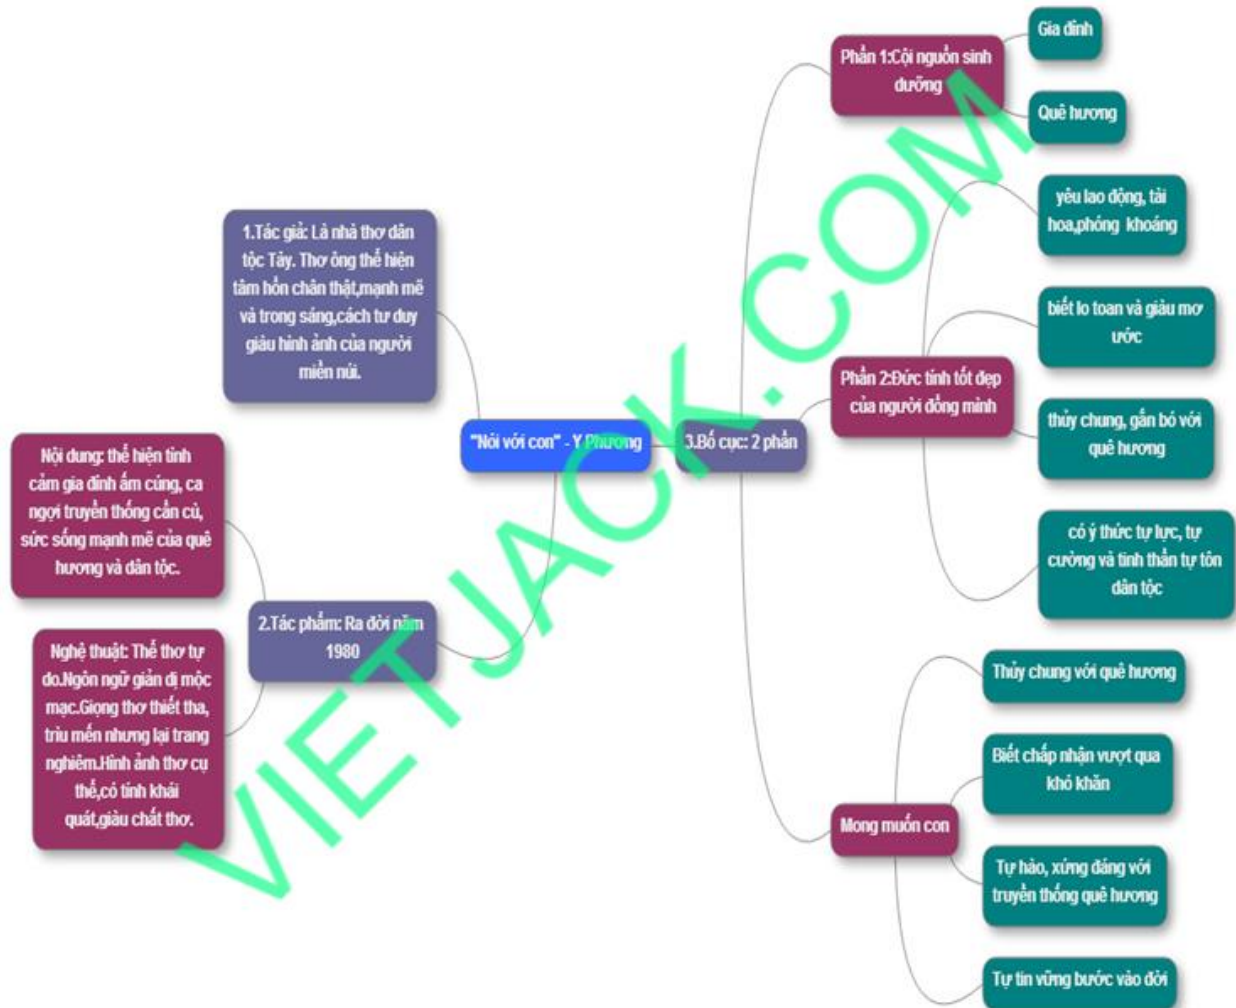 "Nói với con" - Y Phương
1.Tác giả: Là nhà thơ dân
tộc Tày. Thơ ông thể hiện
tâm hồn chân thật,mạnh mẽ
và trong sáng,cách tư duy
giàu hình ảnh của người
miền núi.
2.Tác phẩm: Ra đời năm
1980
Nội dung: thể hiện tình
cảm gia đình ấm cúng, ca
ngợi truyền thống cần cù,
sức sống mạnh mẽ của quê
hương và dân tộc.
Nghệ thuật: Thể thơ tự
do.Ngôn ngữ giản dị mộc
mạc.Giọng thơ thiết tha,
trìu mến nhưng lại trang
nghiêm.Hình ảnh thơ cụ
thể,có tính khái
quát,giàu chất thơ.
3.Bố cục: 2 phần
Phần 1:Cội nguồn sinh
dưỡng
Gia đình
Quê hương
Phần 2:Đức tính tốt đẹp
của người đồng mình
yêu lao động, tài
hoa,phóng khoáng
biết lo toan và giàu mơ
ước
thủy chung, gắn bó với
quê hương
có ý thức tự lực, tự
cường và tinh thần tự tôn
dân tộc
Mong muốn con
Thủy chung với quê hương
Biết chấp nhận vượt qua
khó khăn
Tự hào, xứng đáng với
truyền thống quê hương
Tự tin vững bước vào đời
VIETJACK.COM